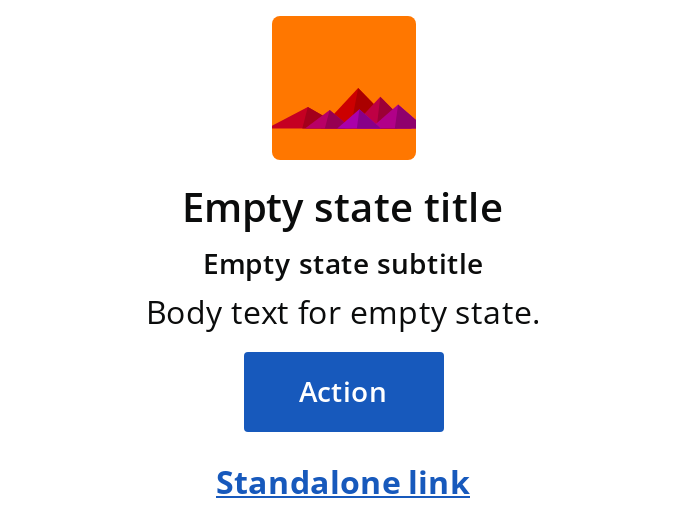 Empty state title
Empty state subtitle
Body text for empty state.
Action
Standalone link